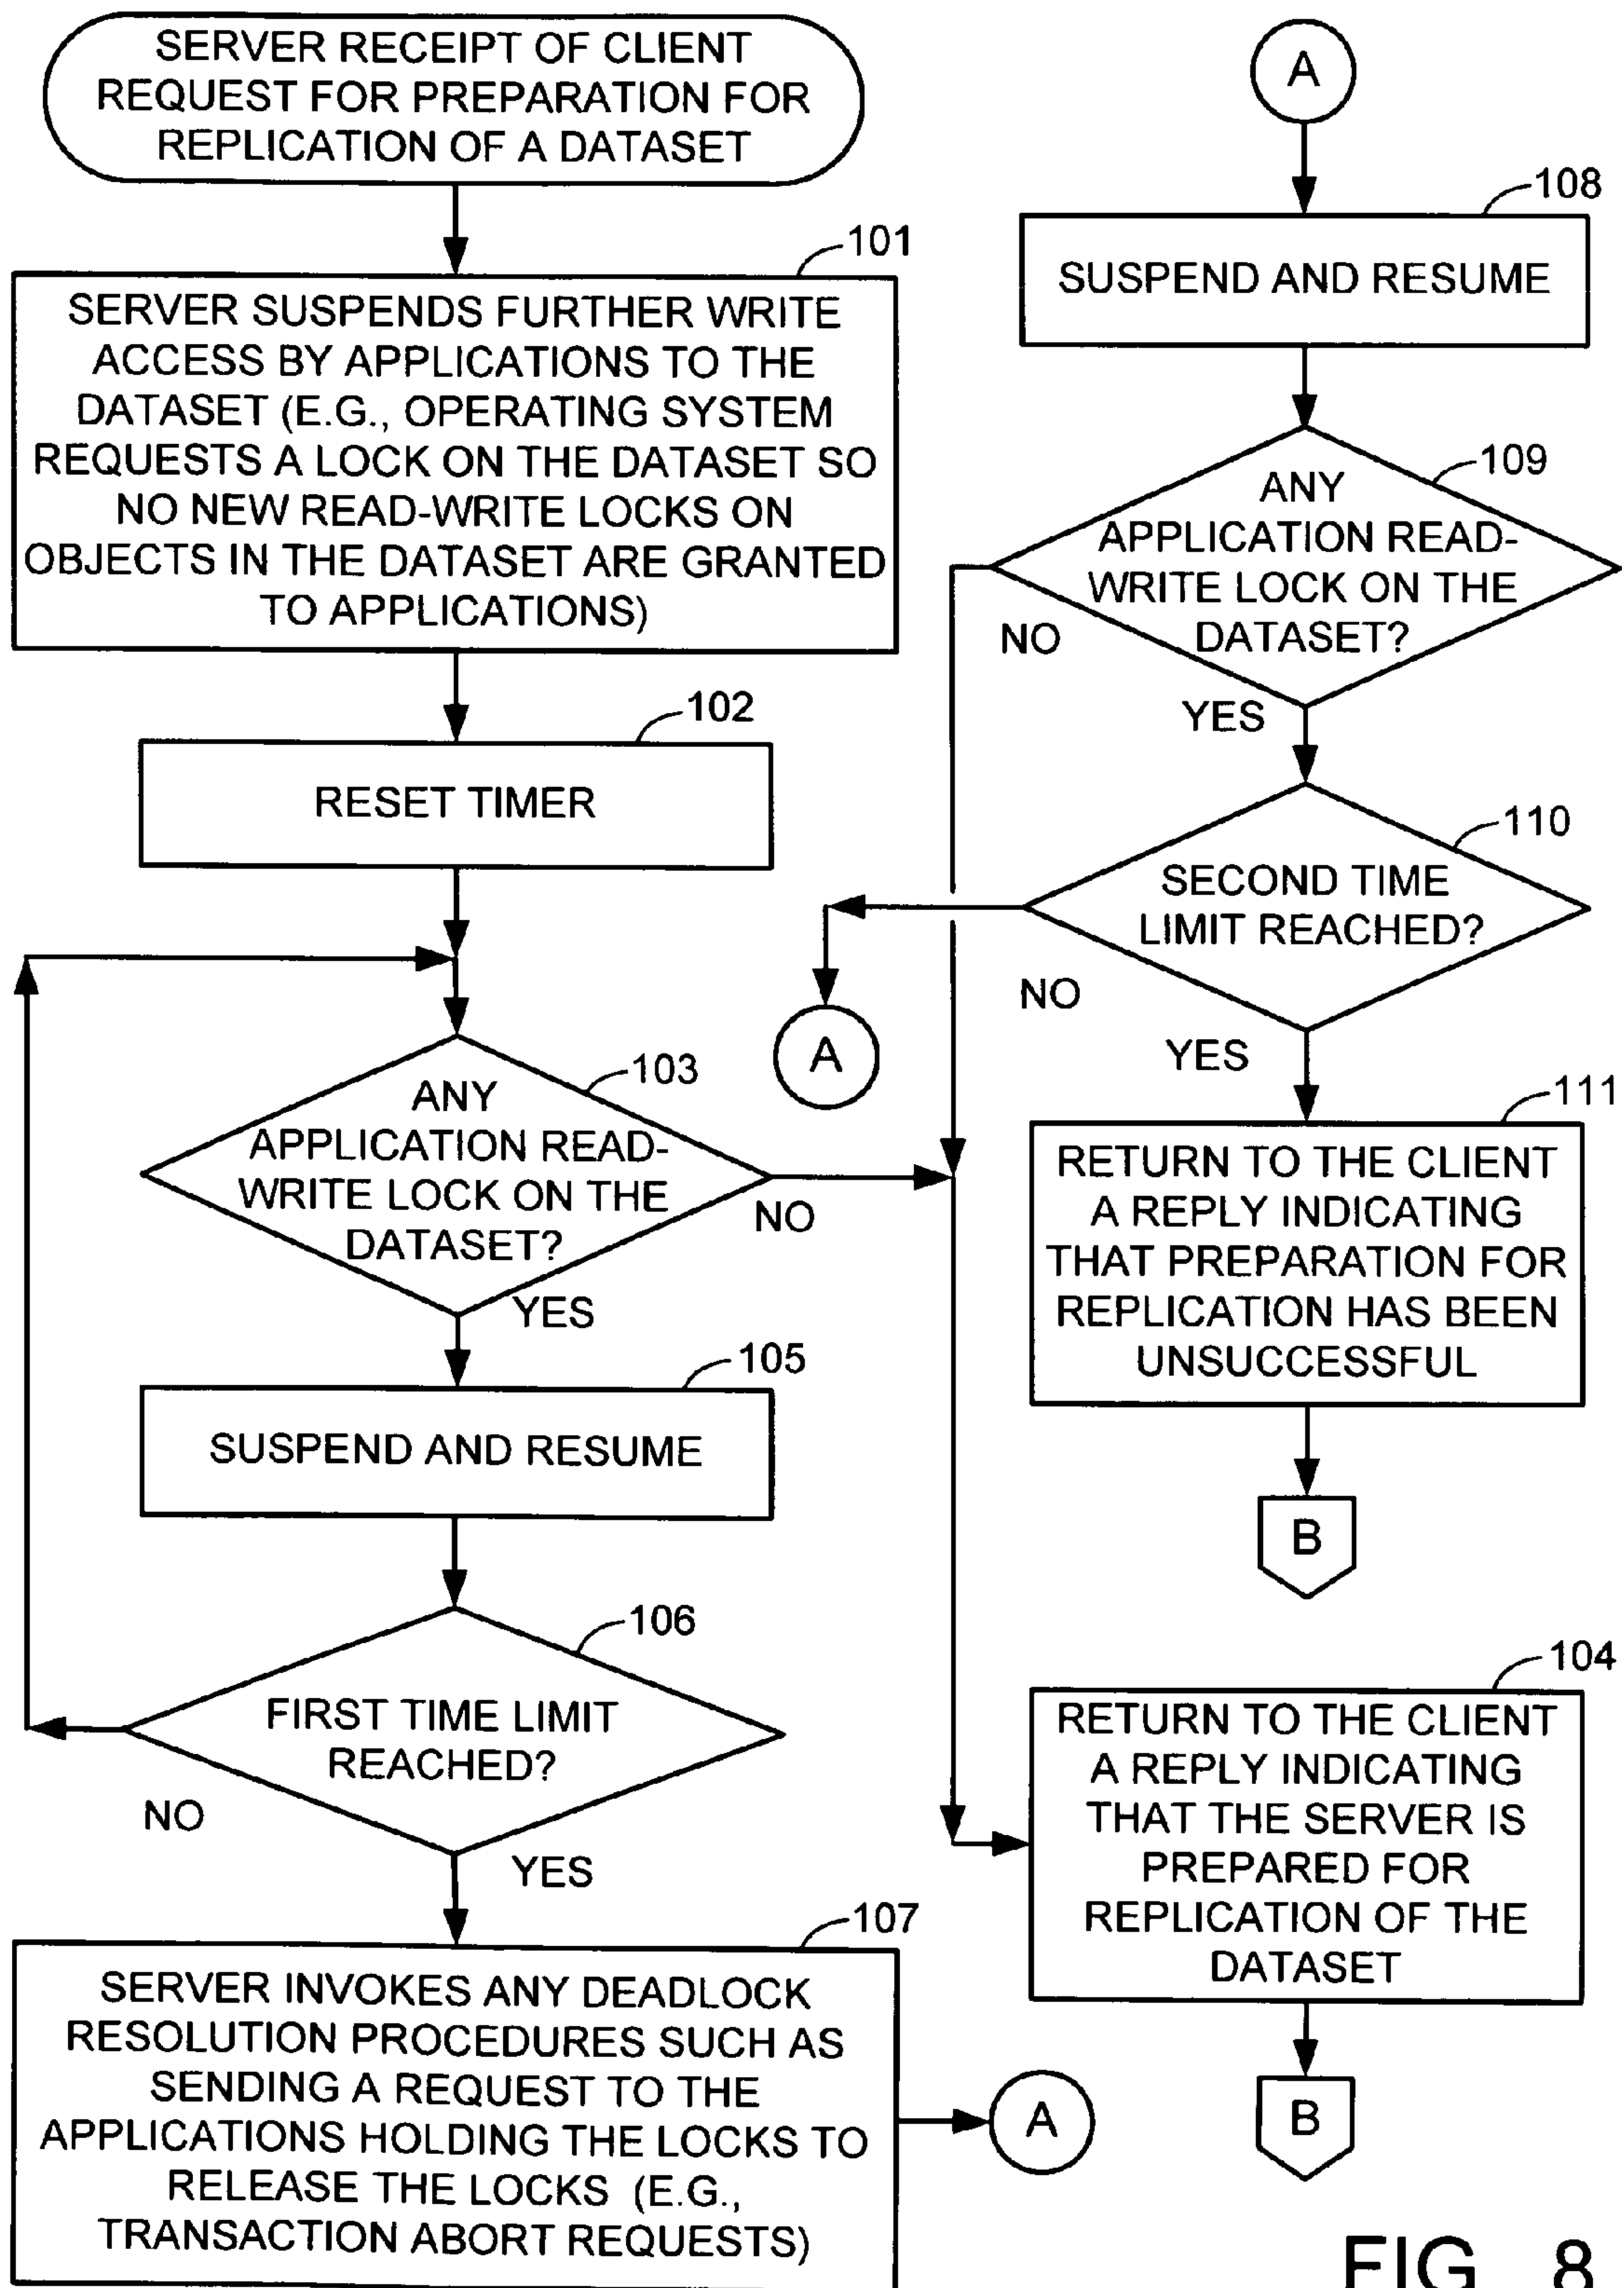 SERVER RECEIPT OF CLIENT
REQUEST FOR PREPARATION FOR
REPLICATION OF A DATASET
101
SERVER SUSPENDS FURTHER WRITE
ACCESS BY APPLICATIONS TO THE
DATASET (E.G., OPERATING SYSTEM
REQUESTS A LOCK ON THE DATASET SO
NO NEW READ-WRITE LOCKS ON
OBJECTS IN THE DATASET ARE GRANTED
TO APPLICATIONS)
102
RESET TIMER
103
ANY
APPLICATION READ-
WRITE LOCK ON THE
DATASET?
NO
YES
105
SUSPEND AND RESUME
106
FIRST TIME LIMIT
REACHED?
NO
YES
107
SERVER INVOKES ANY DEADLOCK
RESOLUTION PROCEDURES SUCH AS
SENDING A REQUEST TO THE
APPLICATIONS HOLDING THE LOCKS TO
RELEASE THE LOCKS (E.G.,
TRANSACTION ABORT REQUESTS)
A
A
108
SUSPEND AND RESUME
109
ANY
APPLICATION READ-
WRITE LOCK ON THE
DATASET?
NO
YES
110
SECOND TIME
LIMIT REACHED?
NO
A
YES
111
RETURN TO THE CLIENT
A REPLY INDICATING
THAT PREPARATION FOR
REPLICATION HAS BEEN
UNSUCCESSFUL
B
104
RETURN TO THE CLIENT
A REPLY INDICATING
THAT THE SERVER IS
PREPARED FOR
REPLICATION OF THE
DATASET
B
FIG. 8